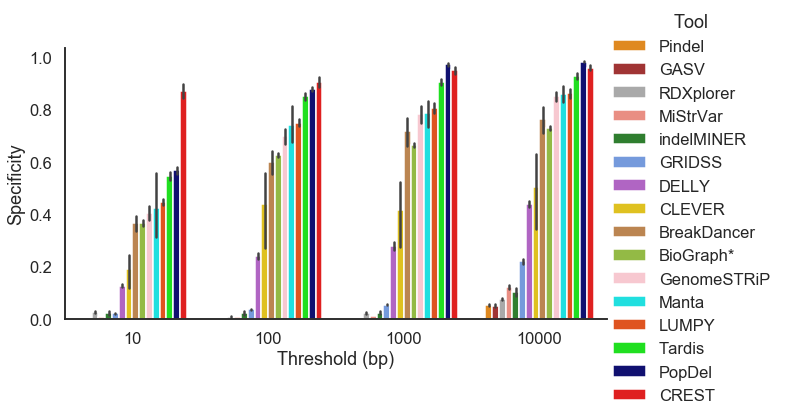 Tool
Pindel
GASV
RDXplorer
MiStrVar
indelMINER
GRIDSS
DELLY
CLEVER
BreakDancer
BioGraph*
GenomeSTRiP
Manta
LUMPY
Tardis
PopDel
CREST
Specificity
1.0
0.8
0.6
0.4
0.2
0.0
10 100 1000 10000
Threshold (bp)